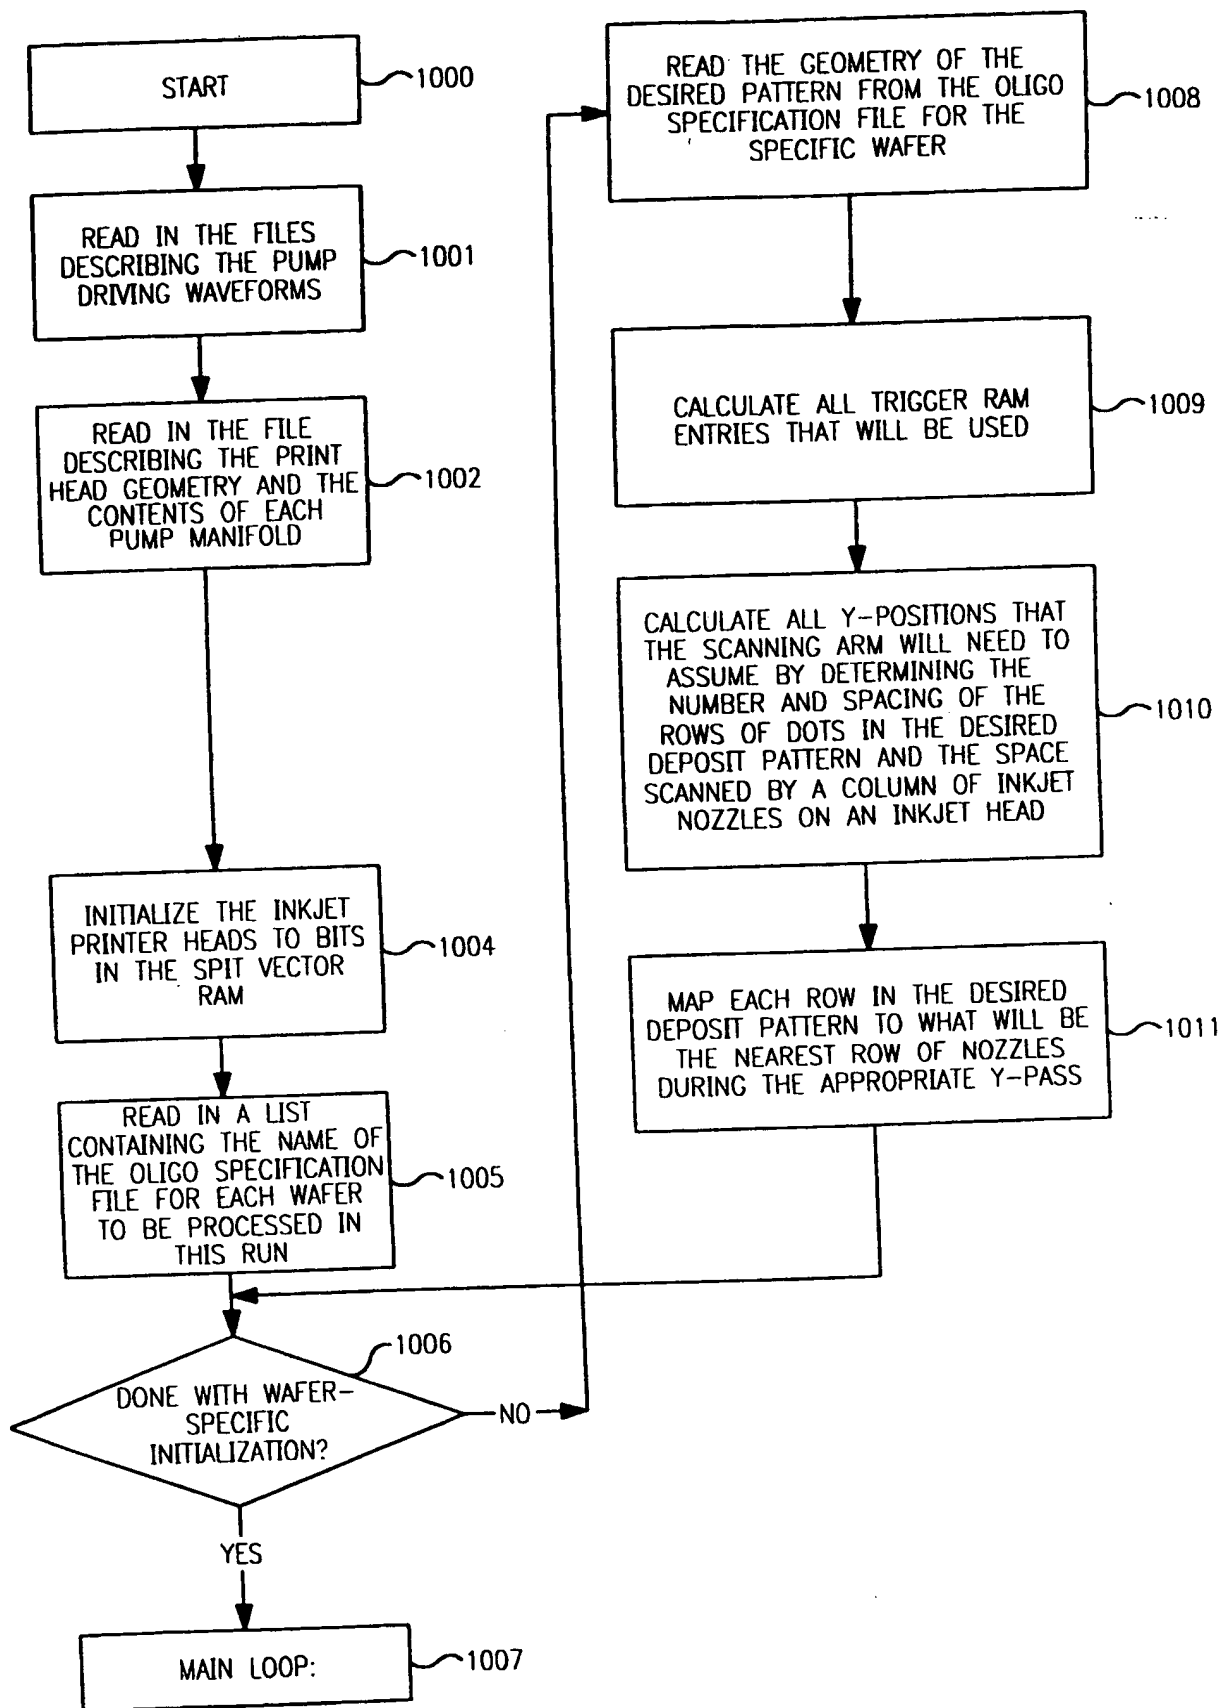 START
1000
READ IN THE FILES
DESCRIBING THE PUMP
DRIVING WAVEFORMS
1001
READ IN THE FILE
DESCRIBING THE PRINT
HEAD GEOMETRY AND THE
CONTENTS OF EACH
PUMP MANIFOLD
1002
INITIALIZE THE INKJET
PRINTER HEADS TO BITS
IN THE SPIT VECTOR
RAM
1004
READ IN A LIST
CONTAINING THE NAME OF
THE OLIGO SPECIFICATION
FILE FOR EACH WAFER
TO BE PROCESSED IN
THIS RUN
1005
1006
DONE WITH WAFER-
SPECIFIC
INITIALIZATION?
NO
YES
MAIN LOOP:
1007
READ THE GEOMETRY OF THE
DESIRED PATTERN FROM THE OLIGO
SPECIFICATION FILE FOR THE
SPECIFIC WAFER
1008
CALCULATE ALL TRIGGER RAM
ENTRIES THAT WILL BE USED
1009
CALCULATE ALL Y-POSITIONS THAT
THE SCANNING ARM WILL NEED TO
ASSUME BY DETERMINING THE
NUMBER AND SPACING OF THE
ROWS OF DOTS IN THE DESIRED
DEPOSIT PATTERN AND THE SPACE
SCANNED BY A COLUMN OF INKJET
NOZZLES ON AN INKJET HEAD
1010
MAP EACH ROW IN THE DESIRED
DEPOSIT PATTERN TO WHAT WILL BE
THE NEAREST ROW OF NOZZLES
DURING THE APPROPRIATE Y-PASS
1011